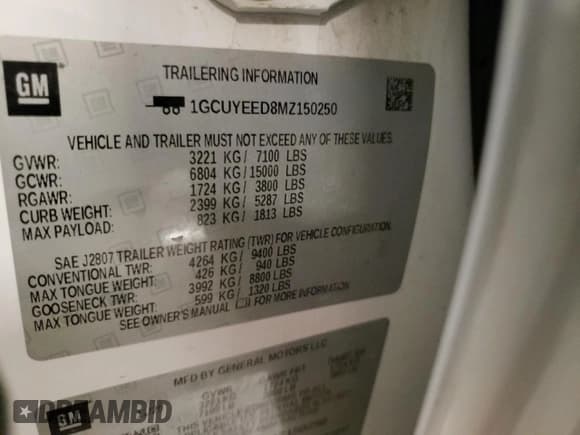 GM
TRAILERING INFORMATION
1GCUYEED8MZ150250
VEHICLE AND TRAILER MUST NOT EXCEED ANY OF THESE VALUES.
GVWR: 3221 KG/ 7100 LBS
GCWR: 6804 KG/ 15000 LBS
RGAWR: 1724 KG/ 3800 LBS
CURB WEIGHT: 2399 KG/ 5287 LBS
MAX PAYLOAD: 823 KG/ 1813 LBS
SAE J2807 TRAILER WEIGHT RATING (TWR) FOR VEHICLE CONFIGURATION.
CONVENTIONAL TWR: 4264 KG/ 9400 LBS
MAX TONGUE WEIGHT: 426 KG/ 940 LBS
GOOSENECK TWR: 3992 KG/ 8800 LBS
MAX TONGUE WEIGHT: 599 KG/ 1320 LBS
SEE OWNER'S MANUAL FOR MORE INFORMATION
MFD BY GENERAL MOTORS LLC
GVWR
GM
DREAMBID